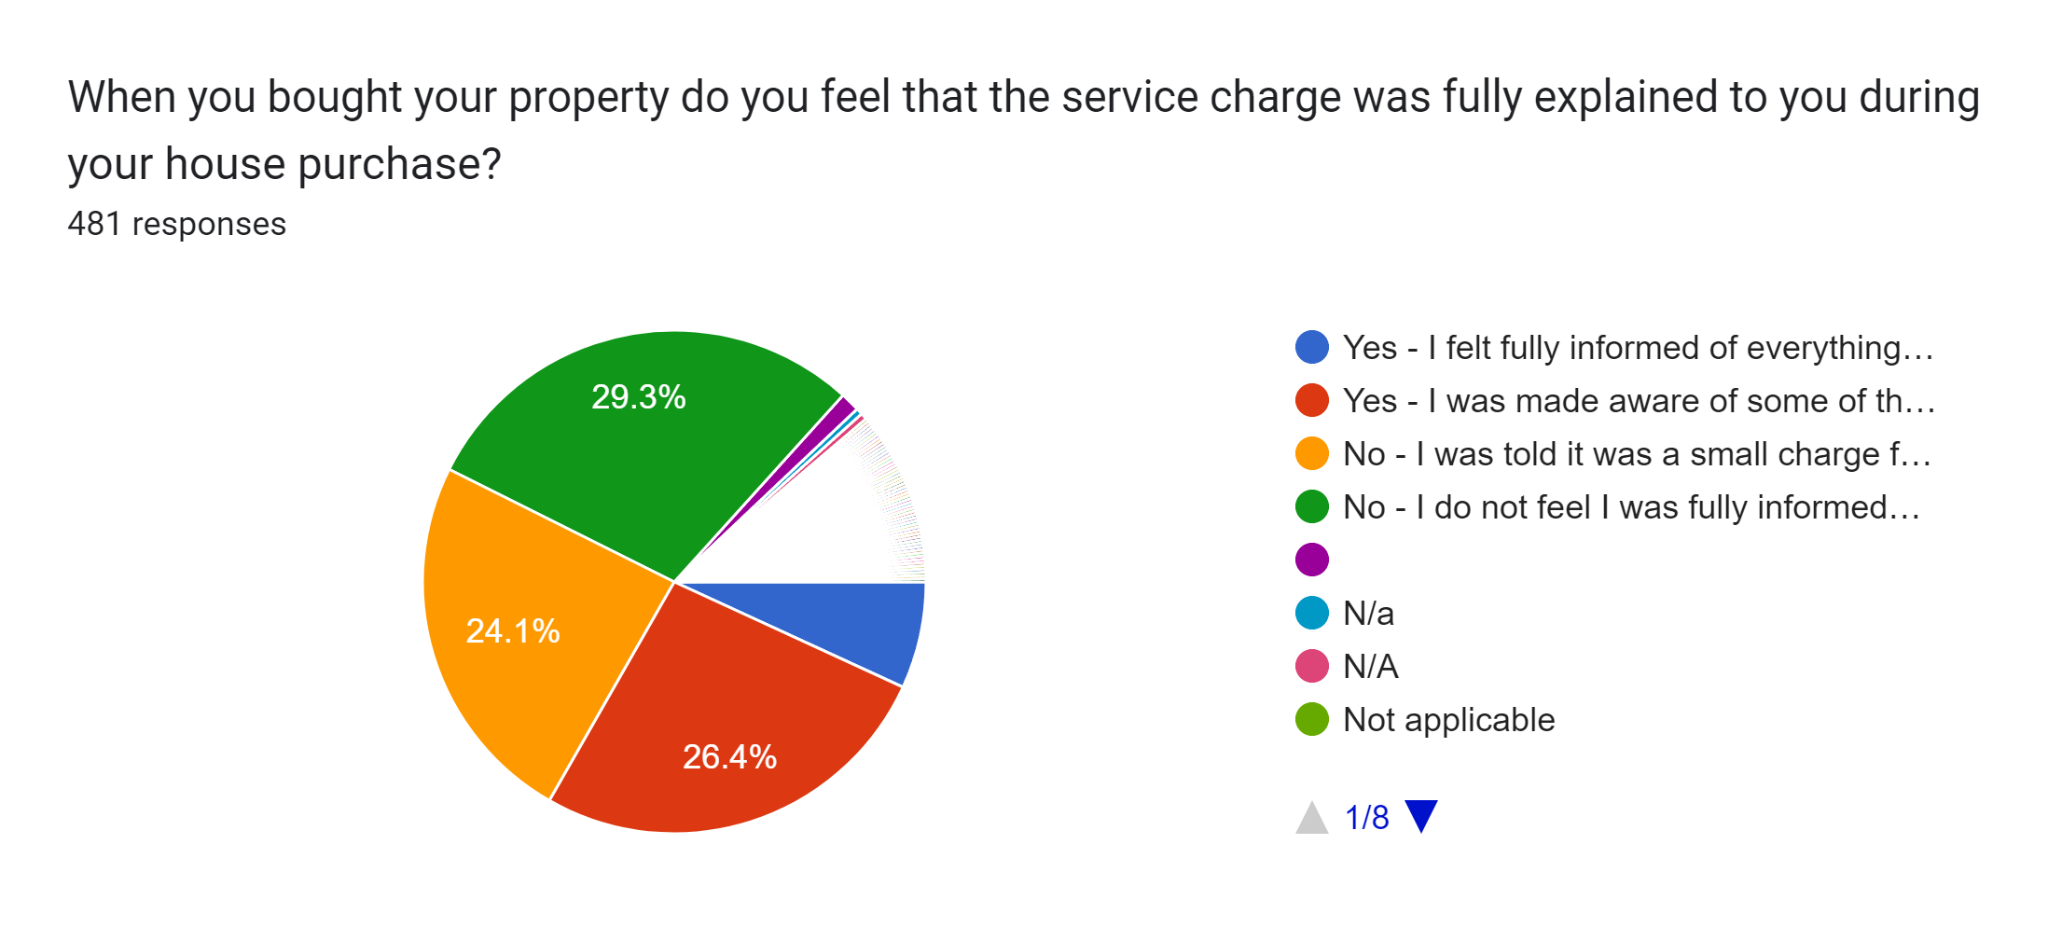 When you bought your property do you feel that the service charge was fully explained to you during
your house purchase?
481 responses
29.3%
24.1%
26.4%
Yes - I felt fully informed of everything…
Yes - I was made aware of some of th…
No - I was told it was a small charge f…
No - I do not feel I was fully informed…
N/a
N/A
Not applicable
1/8